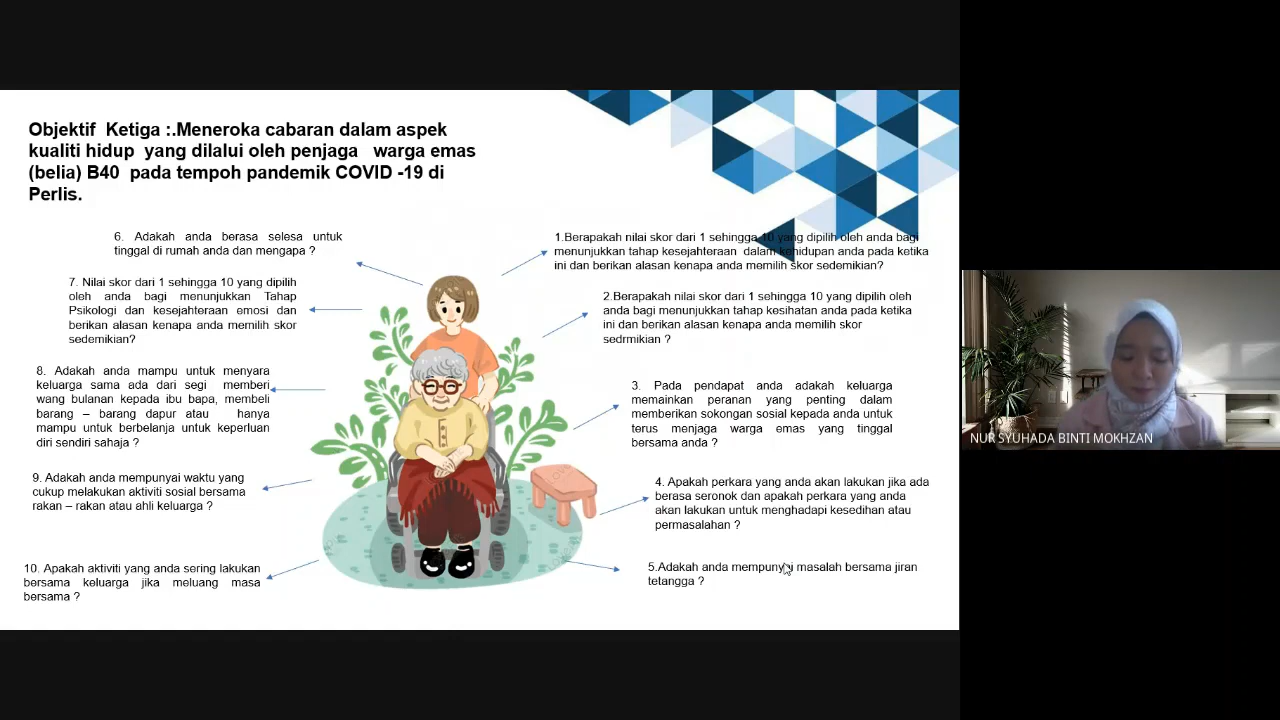 Objektif Ketiga :.Meneroka cabaran dalam aspek
kualiti hidup yang dilalui oleh penjaga warga emas
(belia) B40 pada tempoh pandemik COVID -19 di
Perlis.
1.Berapakah nilai skor dari 1 sehingga 10 yang dipilih oleh anda bagi
menunjukkan tahap kesejahteraan dalam kehidupan anda pada ketika
ini dan berikan alasan kenapa anda memilih skor sedemikian?
2.Berapakah nilai skor dari 1 sehingga 10 yang dipilih oleh
anda bagi menunjukkan tahap kesihatan anda pada ketika
ini dan berikan alasan kenapa anda memilih skor
sedrmikian ?
3. Pada pendapat anda adakah keluarga
memainkan peranan yang penting dalam
memberikan sokongan sosial kepada anda untuk
terus menjaga warga emas yang tinggal
bersama anda ?
4. Apakah perkara yang anda akan lakukan jika ada
berasa seronok dan apakah perkara yang anda
akan lakukan untuk menghadapi kesedihan atau
permasalahan ?
5.Adakah anda mempunyai masalah bersama jiran
tetangga ?
6. Adakah anda berasa selesa untuk
tinggal di rumah anda dan mengapa ?
7. Nilai skor dari 1 sehingga 10 yang dipilih
oleh anda bagi menunjukkan Tahap
Psikologi dan kesejahteraan emosi dan
berikan alasan kenapa anda memilih skor
sedemikian?
8. Adakah anda mampu untuk menyara
keluarga sama ada dari segi memberi
wang bulanan kepada ibu bapa, membeli
barang – barang dapur atau hanya
mampu untuk berbelanja untuk keperluan
diri sendiri sahaja ?
9. Adakah anda mempunyai waktu yang
cukup melakukan aktiviti sosial bersama
rakan – rakan atau ahli keluarga ?
10. Apakah aktiviti yang anda sering lakukan
bersama keluarga jika meluang masa
bersama ?
NUR SYUHADA BINTI MOKHZAN